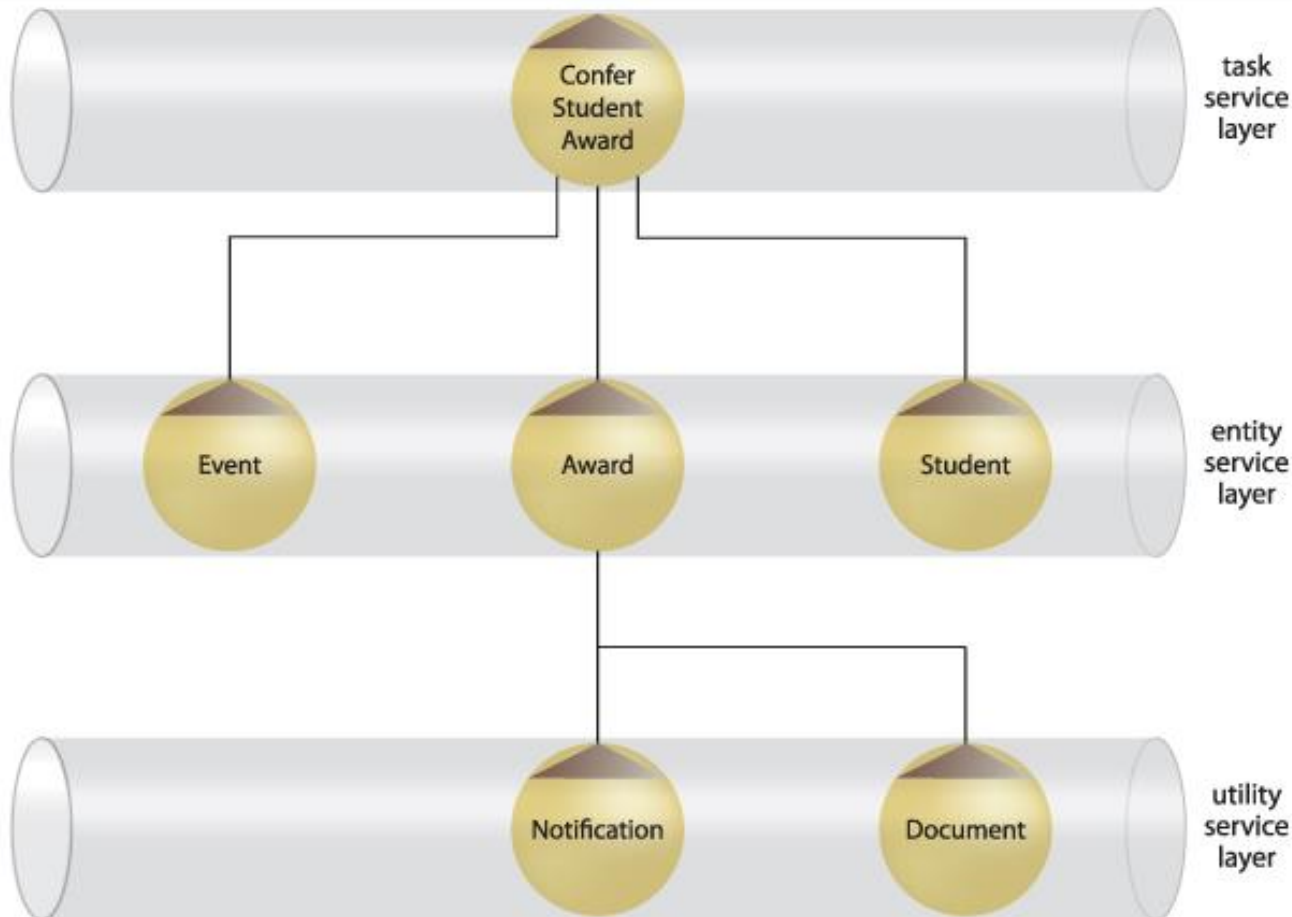 Confer
Student
Award
task
service
layer
Event
Award
Student
entity
service
layer
Notification
Document
utility
service
layer